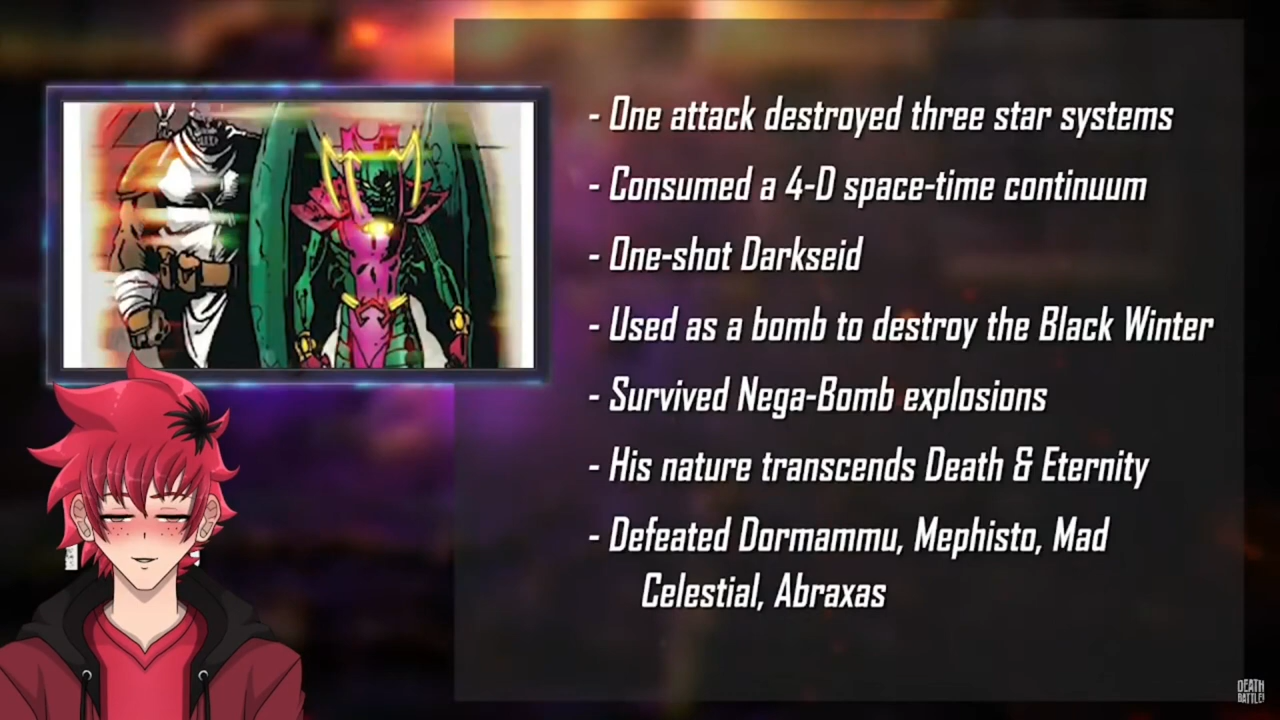 - One attack destroyed three star systems
- Consumed a 4-D space-time continuum
- One-shot Darkseid
- Used as a bomb to destroy the Black Winter
- Survived Nega-Bomb explosions
- His nature transcends Death & Eternity
- Defeated Dormammu, Mephisto, Mad
Celestial, Abraxas
DEATH
BATTLE!